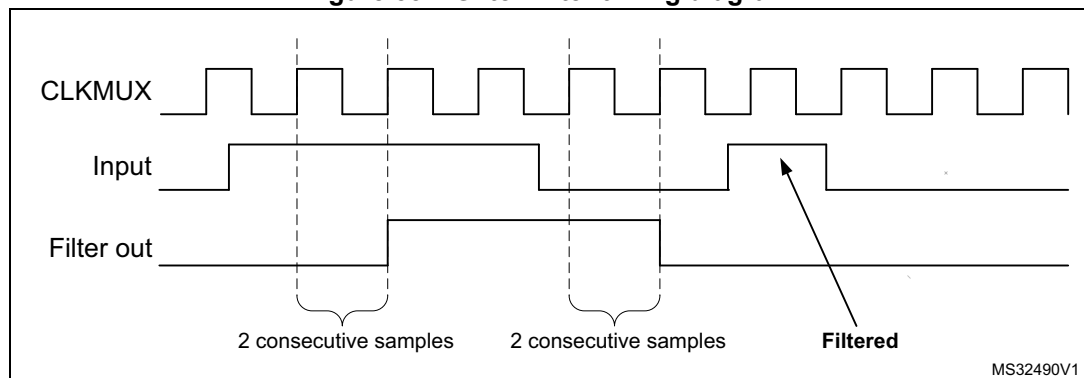 CLKMUX
Input
Filter out
2 consecutive samples 2 consecutive samples Filtered
MS32490V1